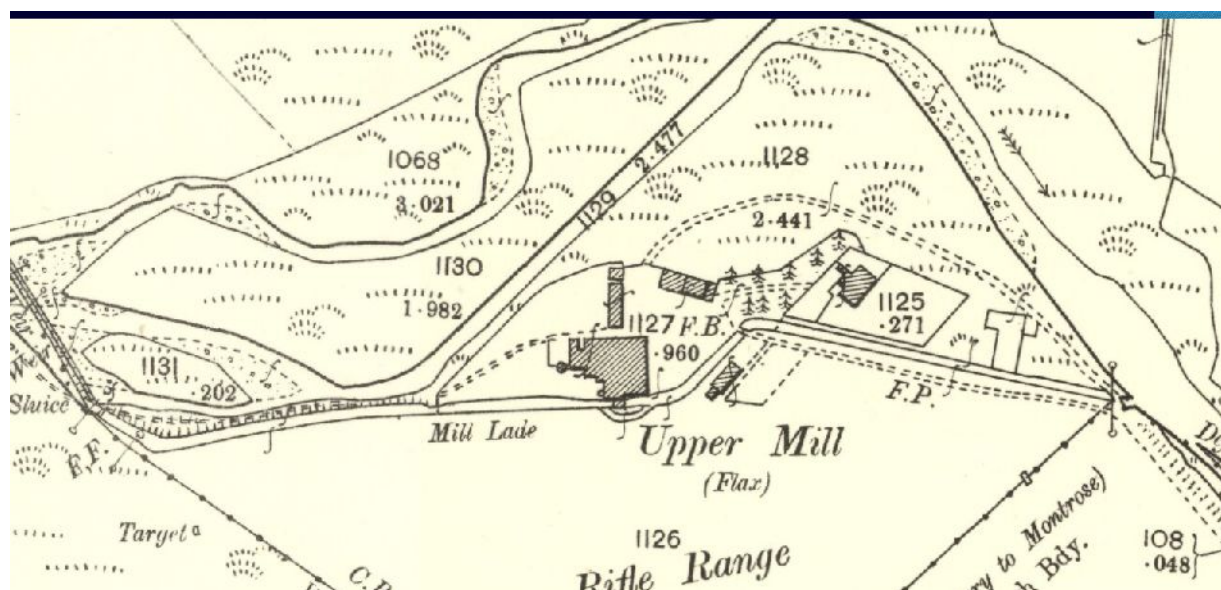 1068
3·021
1129 2·477
1128
2·441
1130
1·982
1125
·271
1127 F.B.
·960
1131
·202
Weir
Sluice
F.F.
F.P.
Mill Lade
Upper Mill
(Flax)
Target
1126
Rifle Range
to Montrose)
Bdy.
108
·048